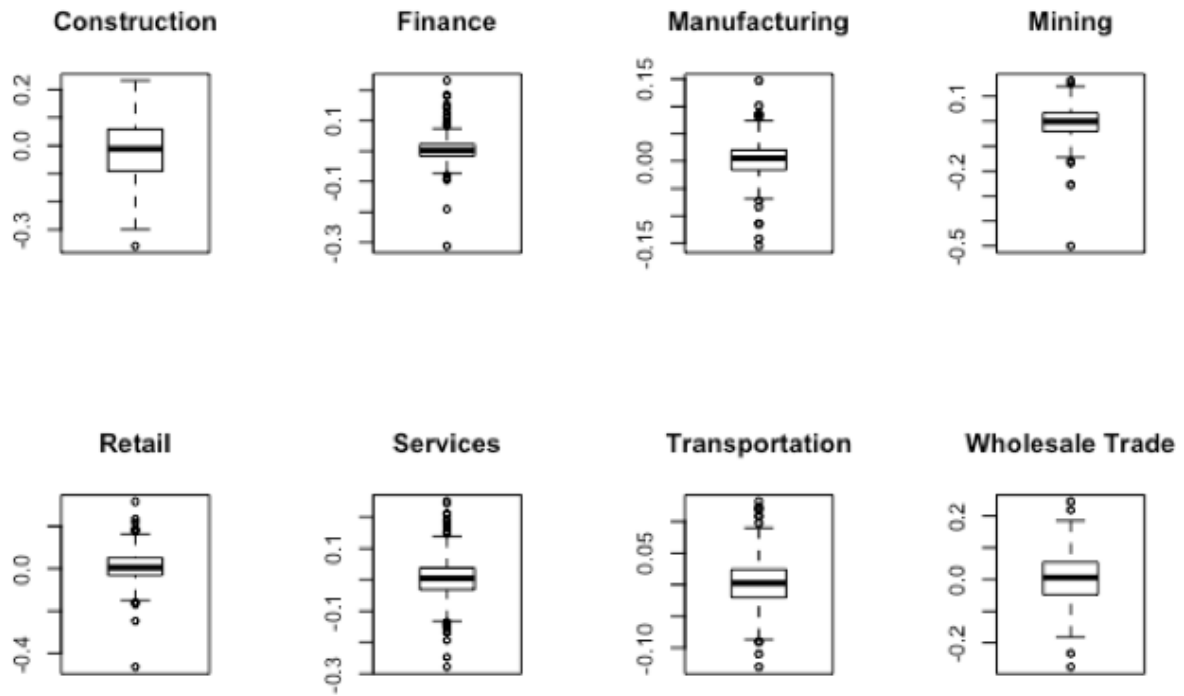 Construction
Finance
Manufacturing
Mining
0.2
0.0
-0.3
0.1
-0.1
-0.3
0.15
0.00
-0.15
0.1
-0.2
-0.5
Retail
Services
Transportation
Wholesale Trade
0.0
-0.4
0.1
-0.1
-0.3
0.05
-0.10
0.2
0.0
-0.2